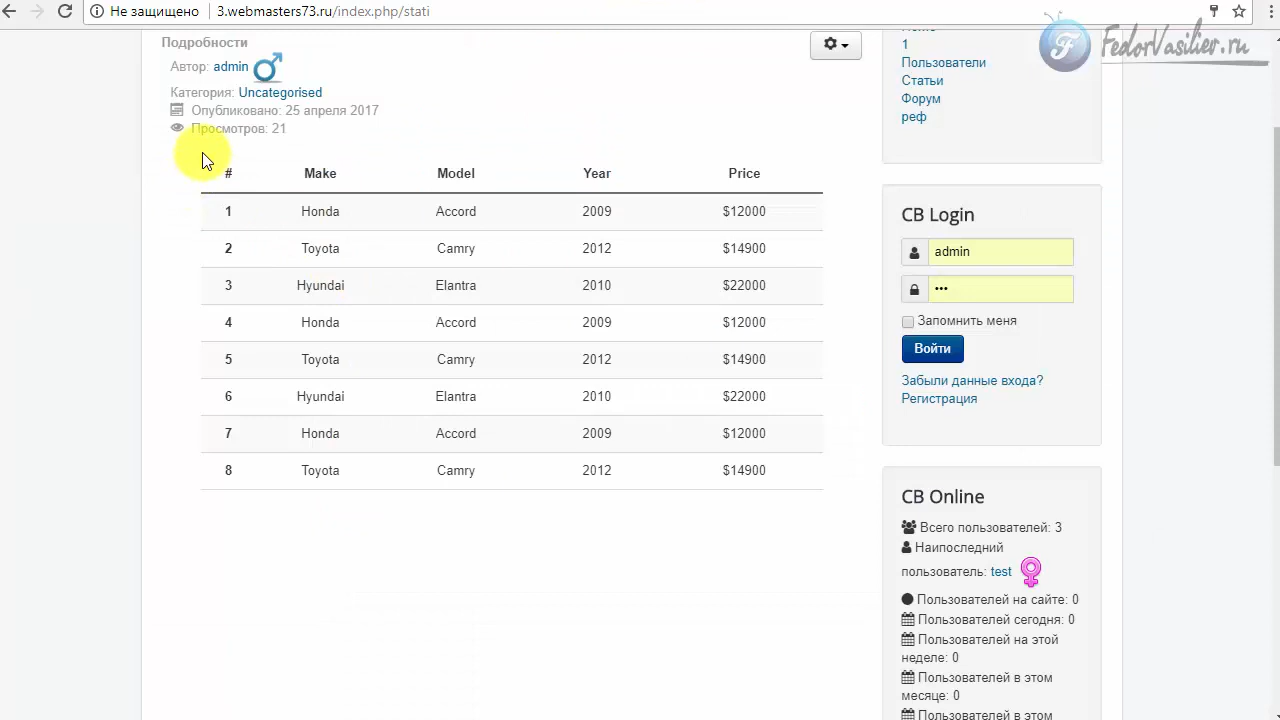 Не защищено 3.webmasters73.ru/index.php/stati
FedorVasilier.ru
Подробности
Автор: admin
Категория: Uncategorised
Опубликовано: 25 апреля 2017
Просмотров: 21
# Make Model Year Price
1 Honda Accord 2009 $12000
2 Toyota Camry 2012 $14900
3 Hyundai Elantra 2010 $22000
4 Honda Accord 2009 $12000
5 Toyota Camry 2012 $14900
6 Hyundai Elantra 2010 $22000
7 Honda Accord 2009 $12000
8 Toyota Camry 2012 $14900
1
Пользователи
Статьи
Форум
реф
CB Login
admin
•••
Запомнить меня
Войти
Забыли данные входа?
Регистрация
CB Online
Всего пользователей: 3
Наипоследний
пользователь: test
Пользователей на сайте: 0
Пользователей сегодня: 0
Пользователей на этой
неделе: 0
Пользователей в этом
месяце: 0
Пользователей в этом